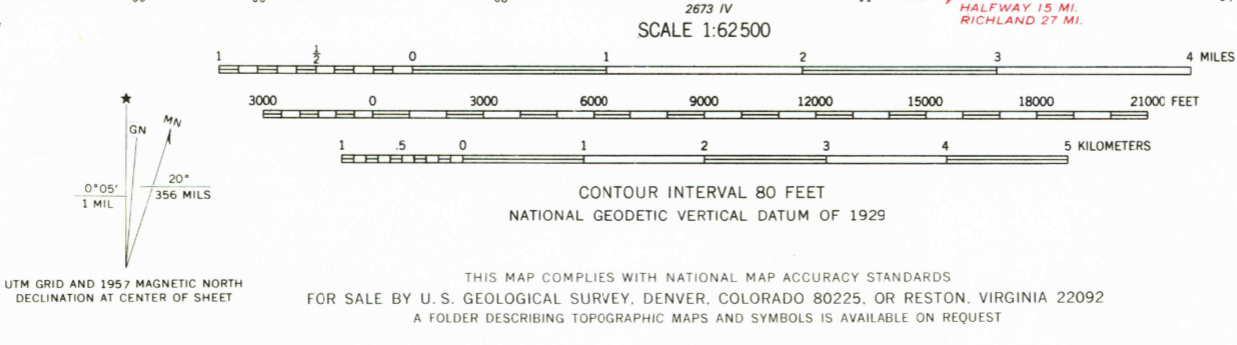 2673 IV
HALFWAY 15 MI.
RICHLAND 27 MI.
SCALE 1:62500
1 ½ 0 1 2 3 4 MILES
3000 0 3000 6000 9000 12000 15000 18000 21000 FEET
1 .5 0 1 2 3 4 5 KILOMETERS
★
GN
MN
0°05′
1 MIL
20°
356 MILS
UTM GRID AND 1957 MAGNETIC NORTH
DECLINATION AT CENTER OF SHEET
CONTOUR INTERVAL 80 FEET
NATIONAL GEODETIC VERTICAL DATUM OF 1929
THIS MAP COMPLIES WITH NATIONAL MAP ACCURACY STANDARDS
FOR SALE BY U.S. GEOLOGICAL SURVEY, DENVER, COLORADO 80225, OR RESTON, VIRGINIA 22092
A FOLDER DESCRIBING TOPOGRAPHIC MAPS AND SYMBOLS IS AVAILABLE ON REQUEST